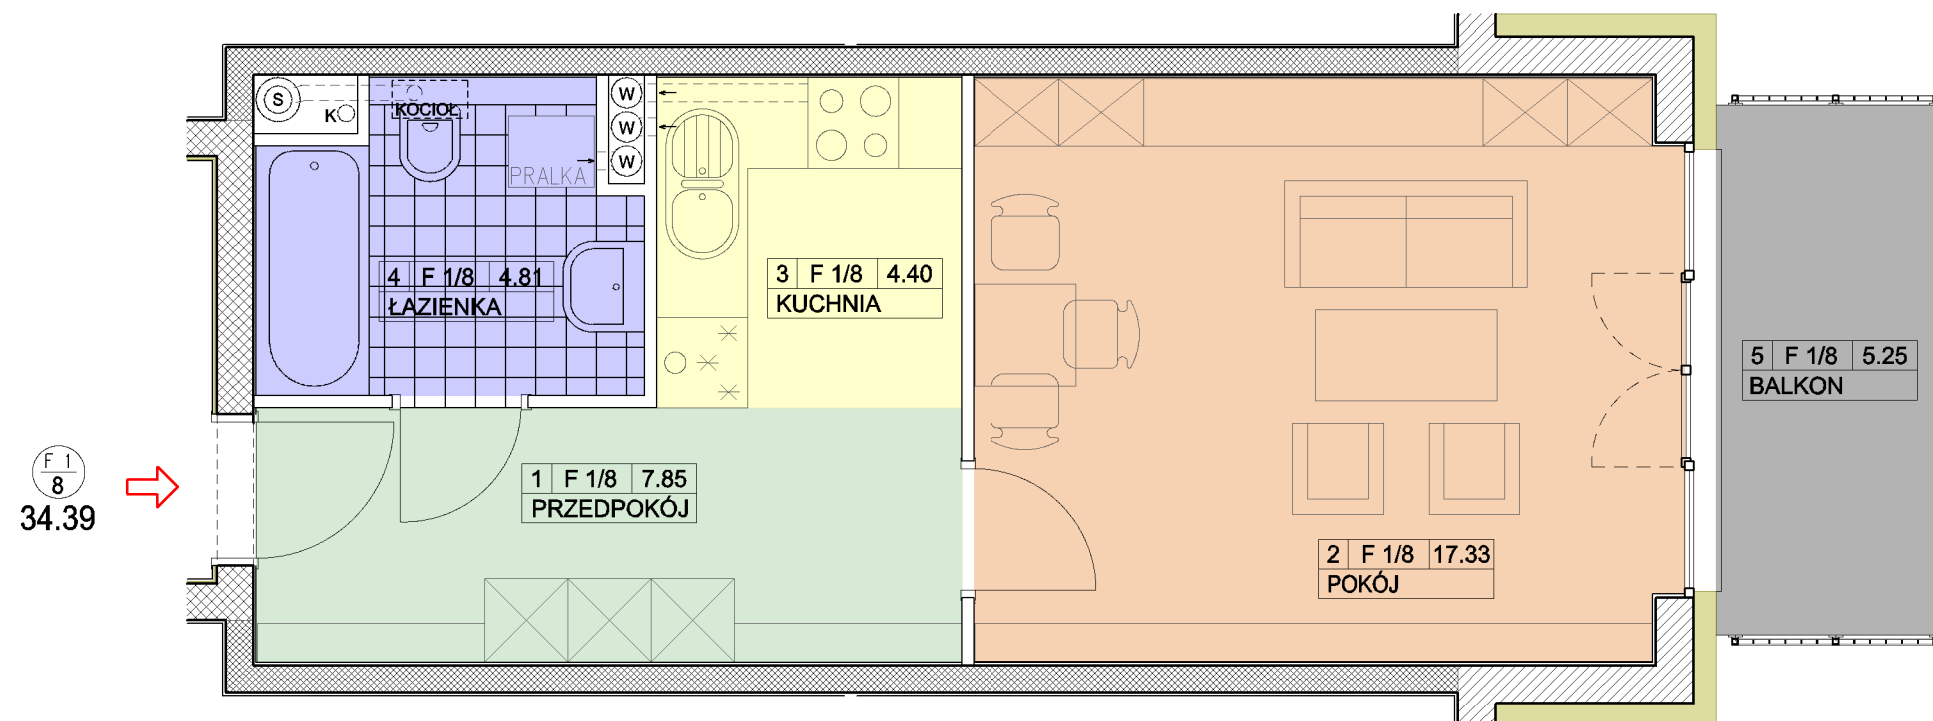 S
K
KOCIOŁ
PRALKA
W
W
W
4 F 1/8 4.81
ŁAZIENKA
3 F 1/8 4.40
KUCHNIA
5 F 1/8 5.25
BALKON
F 1
8
34.39
1 F 1/8 7.85
PRZEDPOKÓJ
2 F 1/8 17.33
POKÓJ